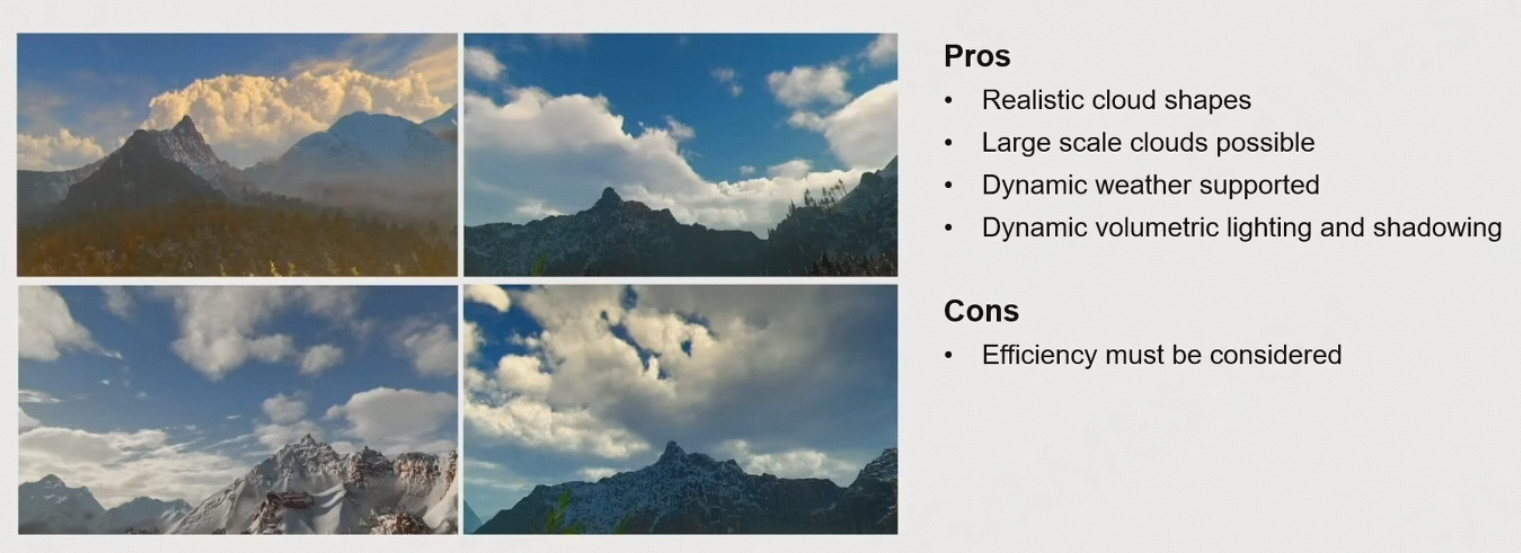 Pros
• Realistic cloud shapes
• Large scale clouds possible
• Dynamic weather supported
• Dynamic volumetric lighting and shadowing
Cons
• Efficiency must be considered